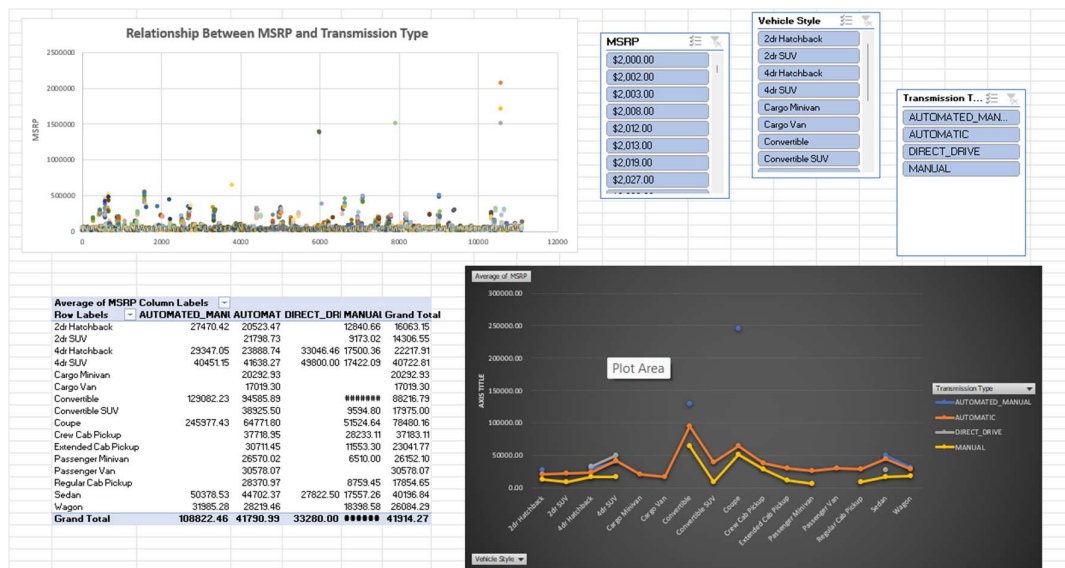 Relationship Between MSRP and Transmission Type
2500000
2000000
1500000
1000000
500000
0
MSRP
0 2000 4000 6000 8000 10000 12000
MSRP
$2,000.00
$2,002.00
$2,003.00
$2,008.00
$2,012.00
$2,013.00
$2,019.00
$2,027.00
Vehicle Style
2dr Hatchback
2dr SUV
4dr Hatchback
4dr SUV
Cargo Minivan
Cargo Van
Convertible
Convertible SUV
Transmission T...
AUTOMATED_MAN...
AUTOMATIC
DIRECT_DRIVE
MANUAL
Average of MSRP Column Labels
Row Labels AUTOMATED_MANU AUTOMAT DIRECT_DRI MANUAL Grand Total
2dr Hatchback 27470.42 20523.47 12840.66 16063.15
2dr SUV 21798.73 9173.02 14306.55
4dr Hatchback 29347.05 23888.74 33046.46 17500.36 22217.91
4dr SUV 40451.15 41638.27 49800.00 17422.09 40722.81
Cargo Minivan 20292.93 20292.93
Cargo Van 17019.30 17019.30
Convertible 129082.23 94585.89 ####### 88216.79
Convertible SUV 38925.50 9594.80 17975.00
Coupe 245977.43 64771.80 51524.64 78480.16
Crew Cab Pickup 37718.95 28233.11 37183.11
Extended Cab Pickup 30711.45 11553.30 23041.77
Passenger Minivan 26570.02 6510.00 26152.10
Passenger Van 30578.07 30578.07
Regular Cab Pickup 28370.97 8759.45 17854.65
Sedan 50378.53 44702.37 27822.50 17557.26 40196.84
Wagon 31985.28 28219.46 18398.58 26084.29
Grand Total 108822.46 41790.99 33280.00 ###### 41914.27
Average of MSRP
300000.00
250000.00
200000.00
150000.00
100000.00
50000.00
0.00
AXIS TITLE
Plot Area
2dr Hatchback
2dr SUV
4dr Hatchback
4dr SUV
Cargo Minivan
Cargo Van
Convertible
Convertible SUV
Coupe
Crew Cab Pickup
Extended Cab Pickup
Passenger Minivan
Passenger Van
Regular Cab Pickup
Sedan
Wagon
Transmission Type
AUTOMATED_MANUAL
AUTOMATIC
DIRECT_DRIVE
MANUAL
Vehicle Style